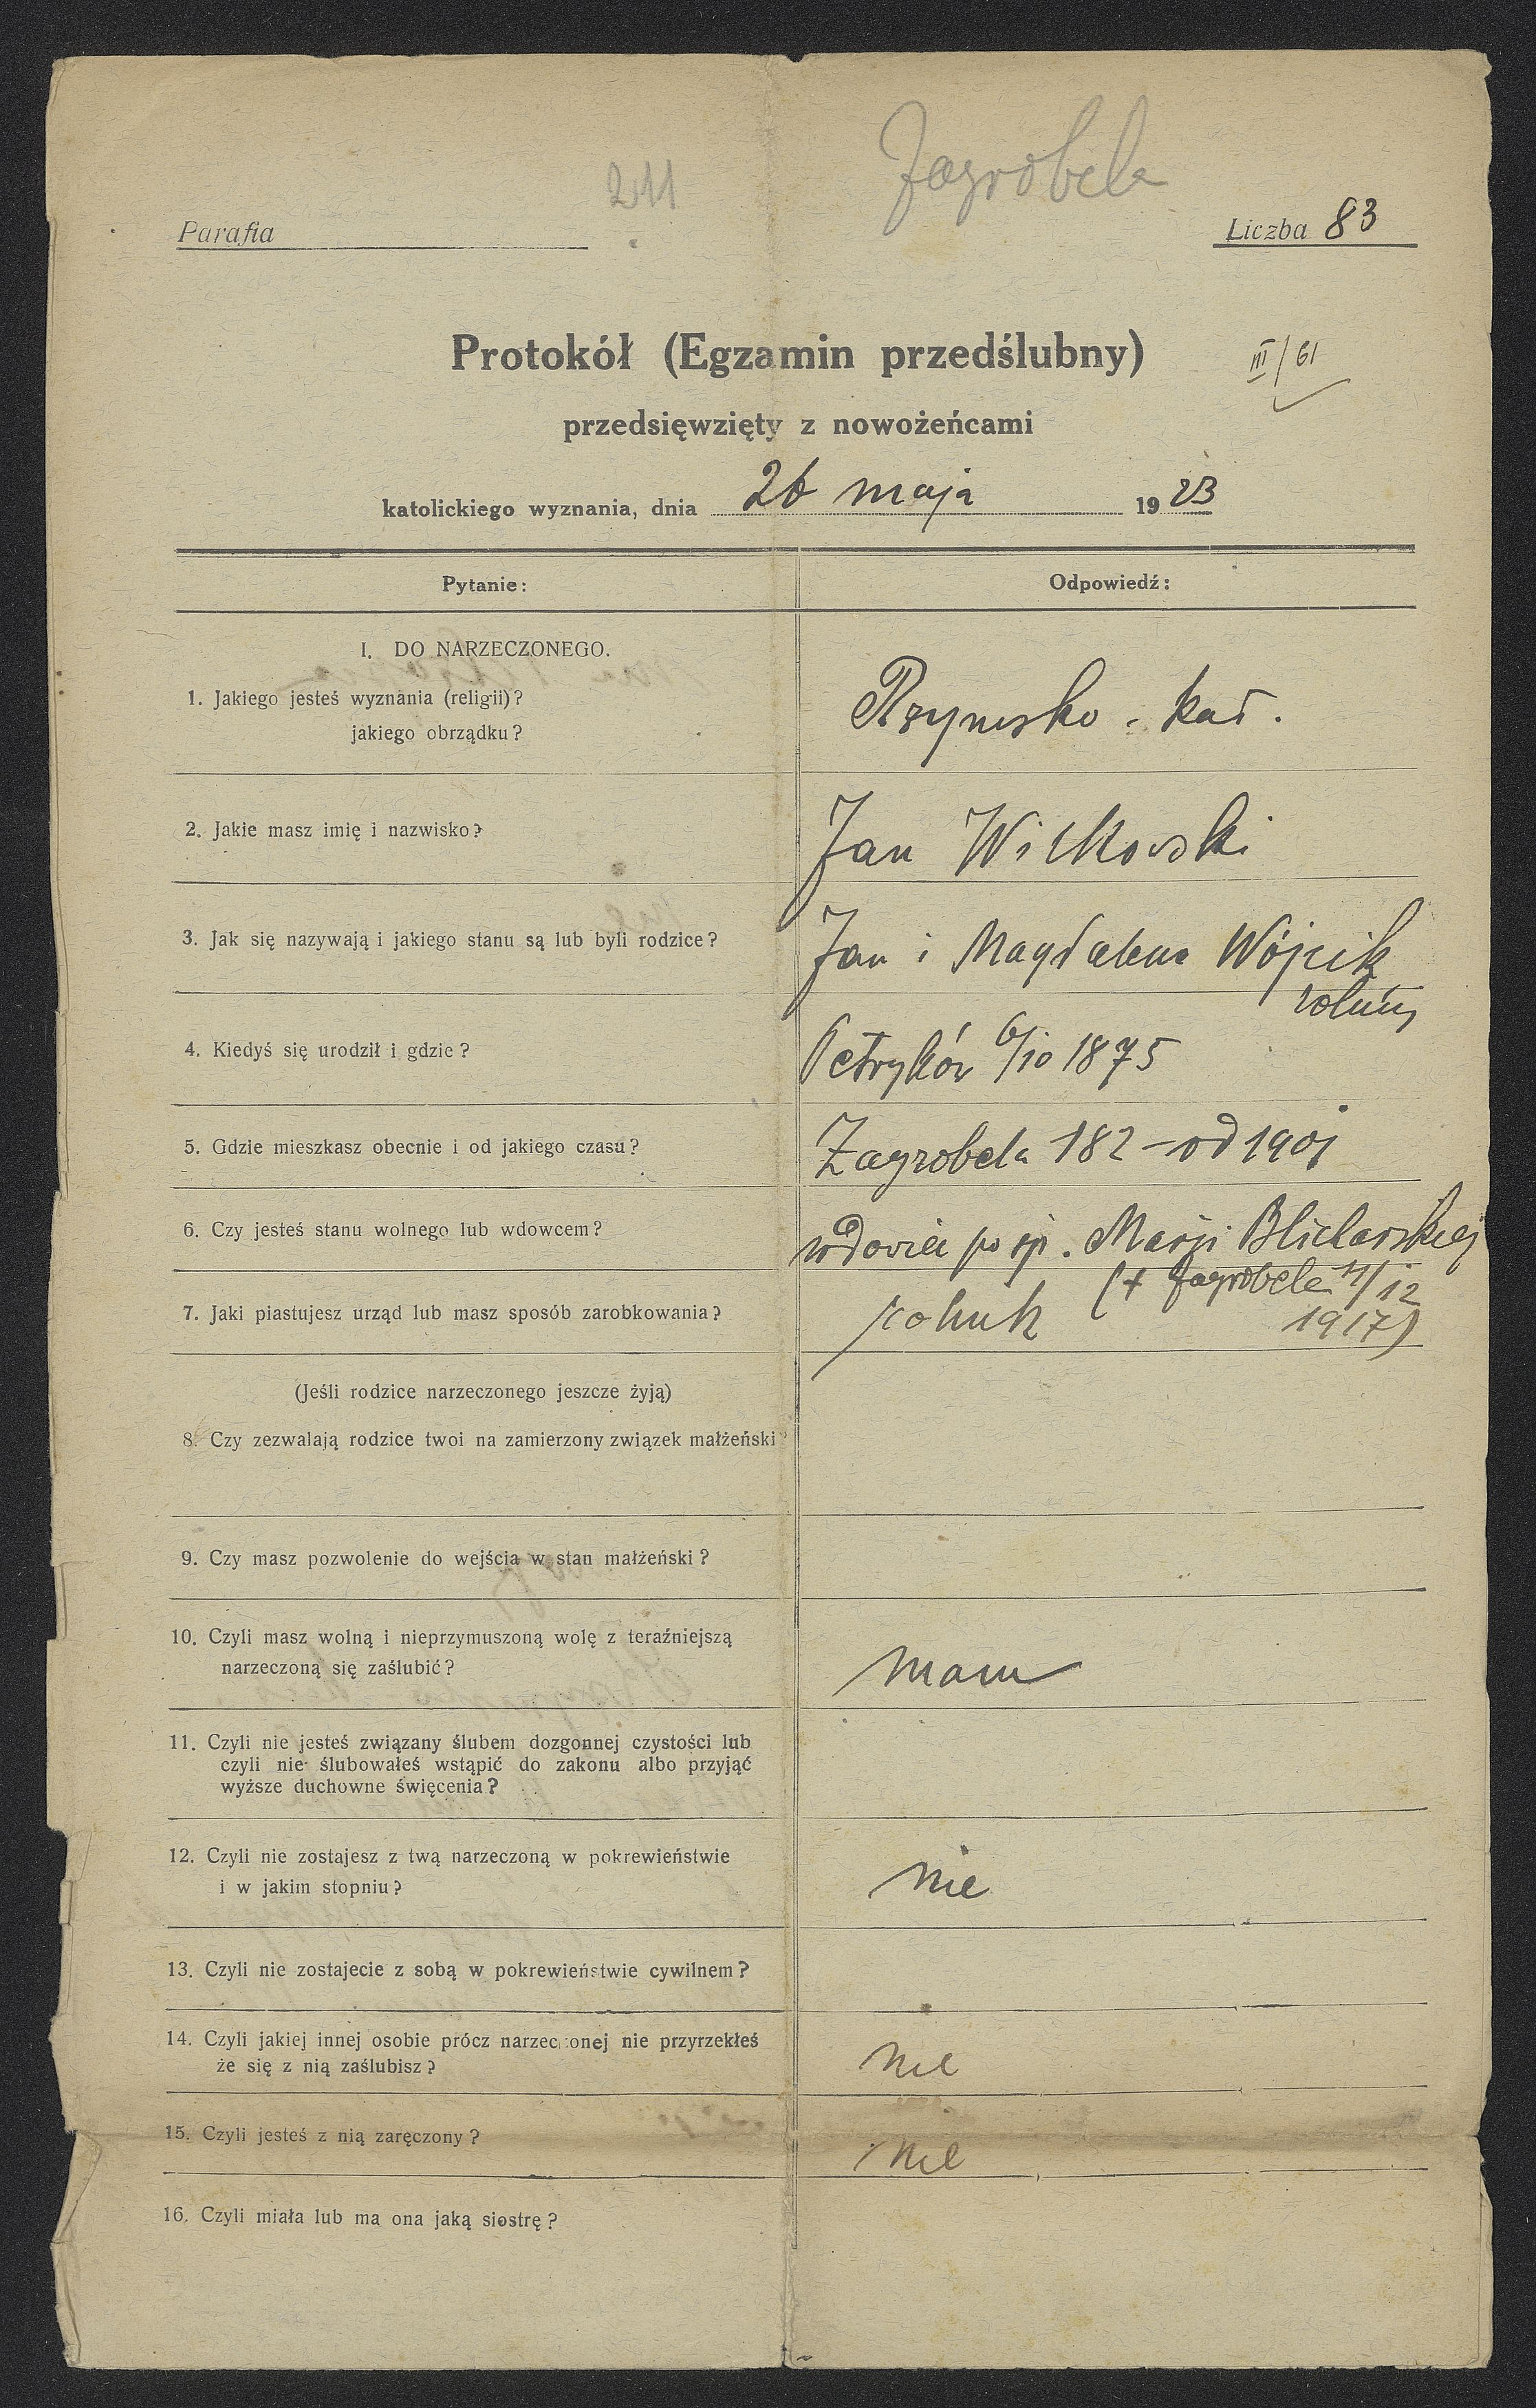 211
Zagrobela
Parafia
Liczba 83
Protokół (Egzamin przedślubny)
III/61
przedsięwzięty z nowożeńcami
katolickiego wyznania, dnia 26 maja 1923
Pytanie:
Odpowiedź:
I. DO NARZECZONEGO.
1. Jakiego jesteś wyznania (religii)?
jakiego obrządku?
Rzymsko-kat.
2. Jakie masz imię i nazwisko?
Jan Witkowski
3. Jak się nazywają i jakiego stanu są lub byli rodzice?
Jan i Magdalena Wójcik
rolnicy
4. Kiedyś się urodził i gdzie?
Petryków 6/10 1875
5. Gdzie mieszkasz obecnie i od jakiego czasu?
Zagrobela 182 – od 1901
6. Czy jesteś stanu wolnego lub wdowcem?
wdowiec po śp. Marji Blicharskiej
(+ Zagrobela /12
1917)
7. Jaki piastujesz urząd lub masz sposób zarobkowania?
rolnik
(Jeśli rodzice narzeczonego jeszcze żyją)
8. Czy zezwalają rodzice twoi na zamierzony związek małżeński?
9. Czy masz pozwolenie do wejścia w stan małżeński?
10. Czyli masz wolną i nieprzymuszoną wolę z teraźniejszą
narzeczoną się zaślubić?
mam
11. Czyli nie jesteś związany ślubem dozgonnej czystości lub
czyli nie ślubowałeś wstąpić do zakonu albo przyjąć
wyższe duchowne święcenia?
12. Czyli nie zostajesz z twą narzeczoną w pokrewieństwie
i w jakim stopniu?
nie
13. Czyli nie zostajecie z sobą w pokrewieństwie cywilnem?
14. Czyli jakiej innej osobie prócz narzeczonej nie przyrzekłeś
że się z nią zaślubisz?
nie
15. Czyli jesteś z nią zaręczony?
nie
16. Czyli miała lub ma ona jaką siostrę?